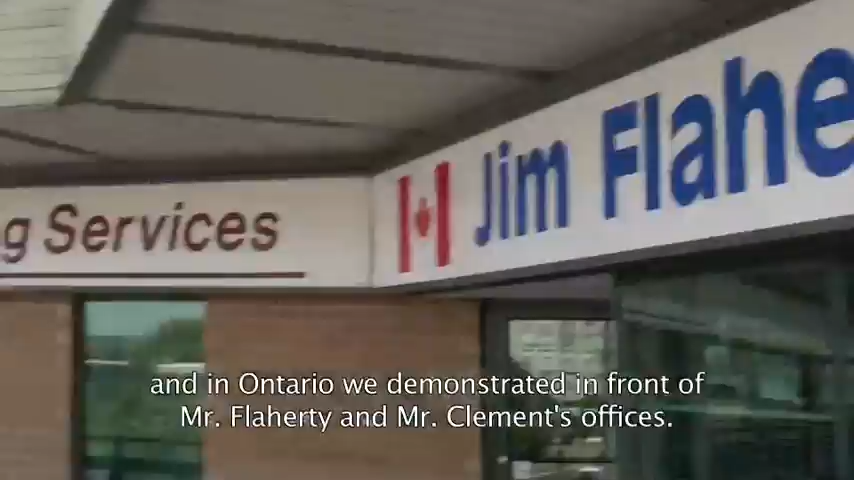 g Services
Jim Flahe
and in Ontario we demonstrated in front of
Mr. Flaherty and Mr. Clement's offices.